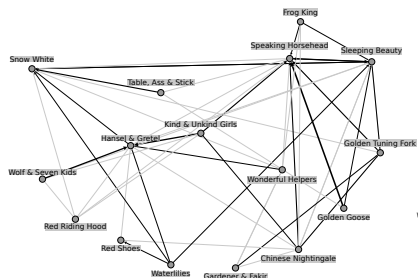 Frog King
Speaking Horsehead
Sleeping Beauty
Snow White
Table, Ass & Stick
Kind & Unkind Girls
Hansel & Gretel
Golden Tuning Fork
Wolf & Seven Kids
Wonderful Helpers
Golden Goose
Red Riding Hood
Red Shoes
Chinese Nightingale
Waterlilies
Gardener & Fakir